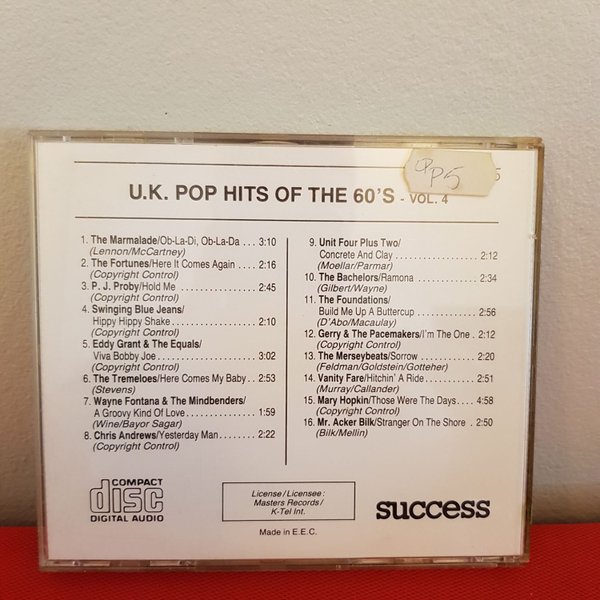 P5
5
U.K. POP HITS OF THE 60'S - VOL. 4
1. The Marmalade/Ob-La-Di, Ob-La-Da ... 3:10
(Lennon/McCartney)
2. The Fortunes/Here It Comes Again ..... 2:16
(Copyright Control)
3. P. J. Proby/Hold Me ................ 2:45
(Copyright Control)
4. Swinging Blue Jeans/
Hippy Hippy Shake .................. 2:10
(Copyright Control)
5. Eddy Grant & The Equals/
Viva Bobby Joe .................... 3:02
(Copyright Control)
6. The Tremeloes/Here Comes My Baby .. 2:53
(Stevens)
7. Wayne Fontana & The Mindbenders/
A Groovy Kind Of Love .............. 1:59
(Wine/Bayor Sagar)
8. Chris Andrews/Yesterday Man ........ 2:22
(Copyright Control)
9. Unit Four Plus Two/
Concrete And Clay ................. 2:12
(Moellar/Parmar)
10. The Bachelors/Ramona ............. 2:34
(Gilbert/Wayne)
11. The Foundations/
Build Me Up A Buttercup ............ 2:56
(D'Abo/Macaulay)
12. Gerry & The Pacemakers/I'm The One . 2:12
(Copyright Control)
13. The Merseybeats/Sorrow ............ 2:20
(Feldman/Goldstein/Gotteher)
14. Vanity Fare/Hitchin' A Ride ........... 2:51
(Murray/Callander)
15. Mary Hopkin/Those Were The Days .... 4:58
(Copyright Control)
16. Mr. Acker Bilk/Stranger On The Shore . 2:50
(Bilk/Mellin)
COMPACT
disc
DIGITAL AUDIO
License / Licensee :
Masters Records /
K-Tel Int.
Made in E.E.C.
success